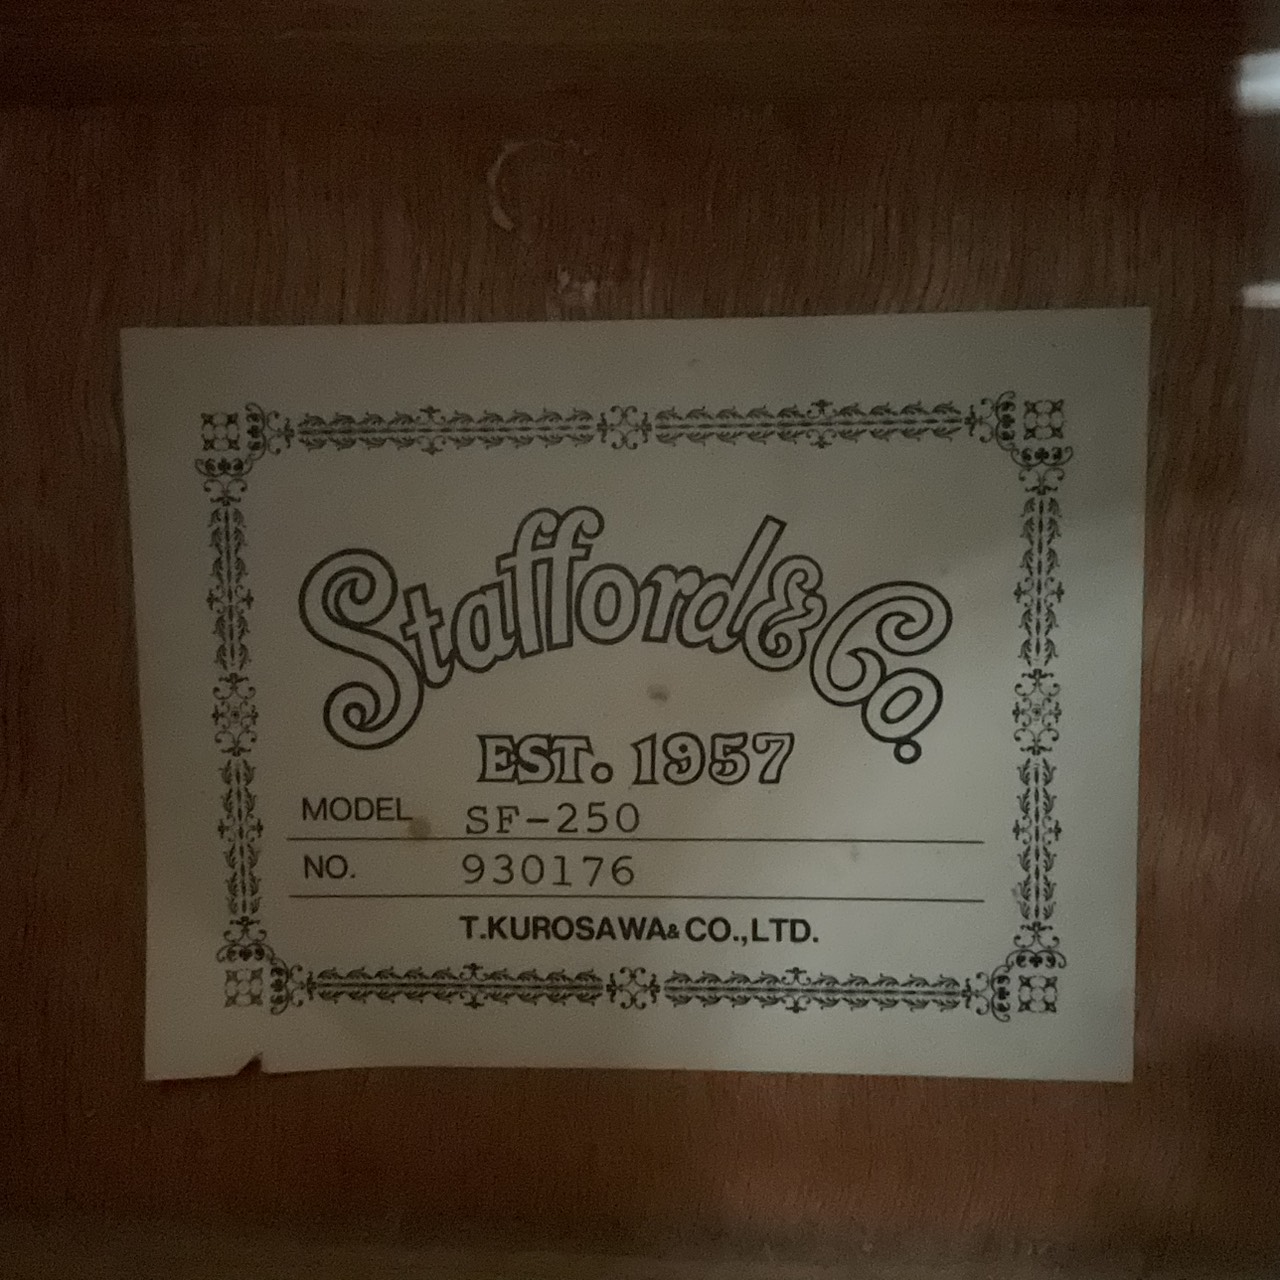 Stafford & Co.
EST. 1957
MODEL SF-250
NO. 930176
T.KUROSAWA& CO.,LTD.